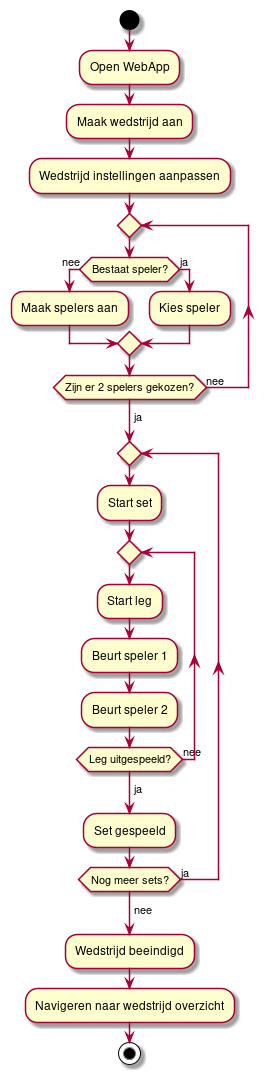 Open WebApp
Maak wedstrijd aan
Wedstrijd instellingen aanpassen
nee
Bestaat speler?
ja
Maak spelers aan
Kies speler
Zijn er 2 spelers gekozen?
nee
ja
Start set
Start leg
Beurt speler 1
Beurt speler 2
Leg uitgespeeld?
nee
ja
Set gespeeld
Nog meer sets?
ja
nee
Wedstrijd beeindigd
Navigeren naar wedstrijd overzicht